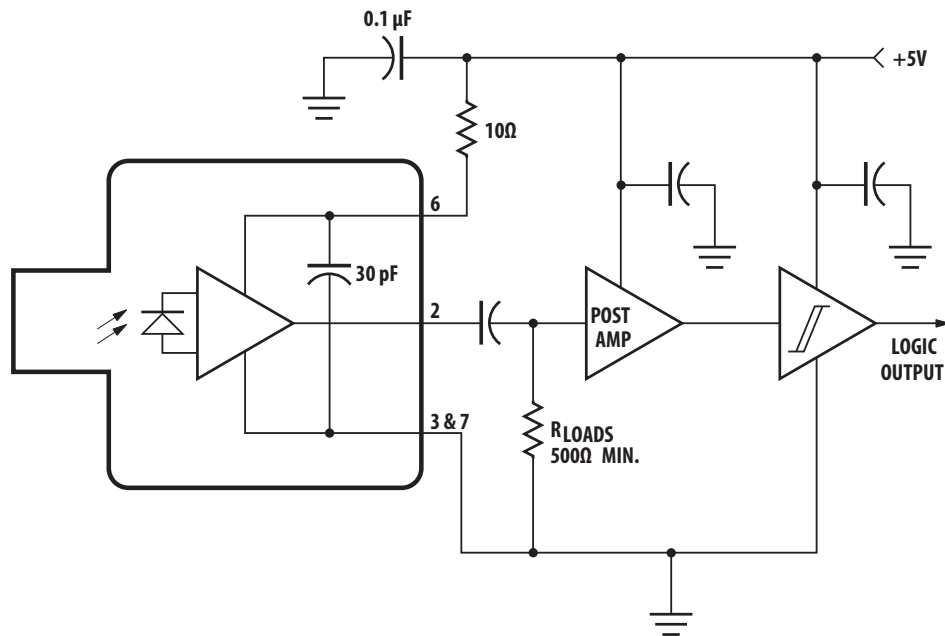 0.1 µF
+5V
10Ω
6
30 pF
2
POST
AMP
LOGIC
OUTPUT
3 & 7
RLOADS
500Ω MIN.